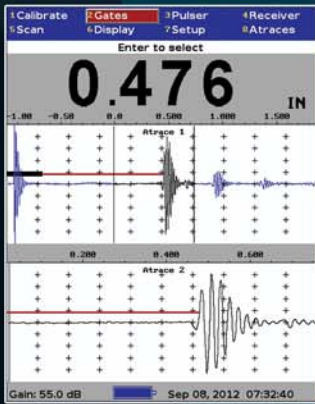 1Calibrate 2Gates 3Pulser 4Receiver
5Scan 6Display 7Setup 8Atraces
Enter to select
0.476 IN
-1.00 -0.50 0.0 0.500 1.000 1.500
Atrace 1
0.200 0.400 0.600
Atrace 2
Gain: 55.0 dB Sep 08, 2012 07:32:40